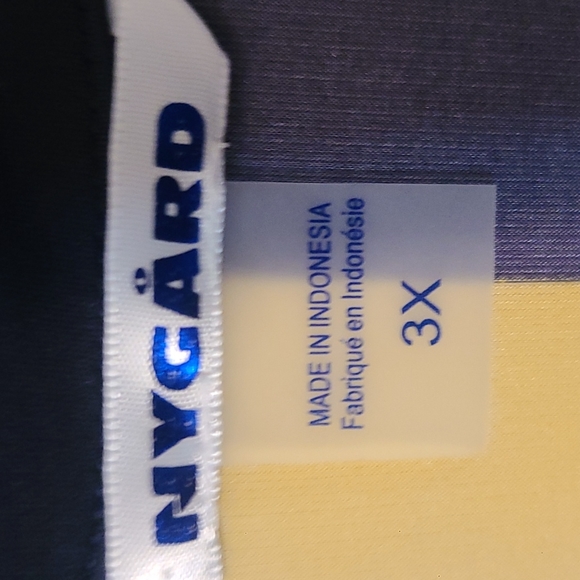 NYGÅRD
MADE IN INDONESIA
Fabriqué en Indonésie
3X